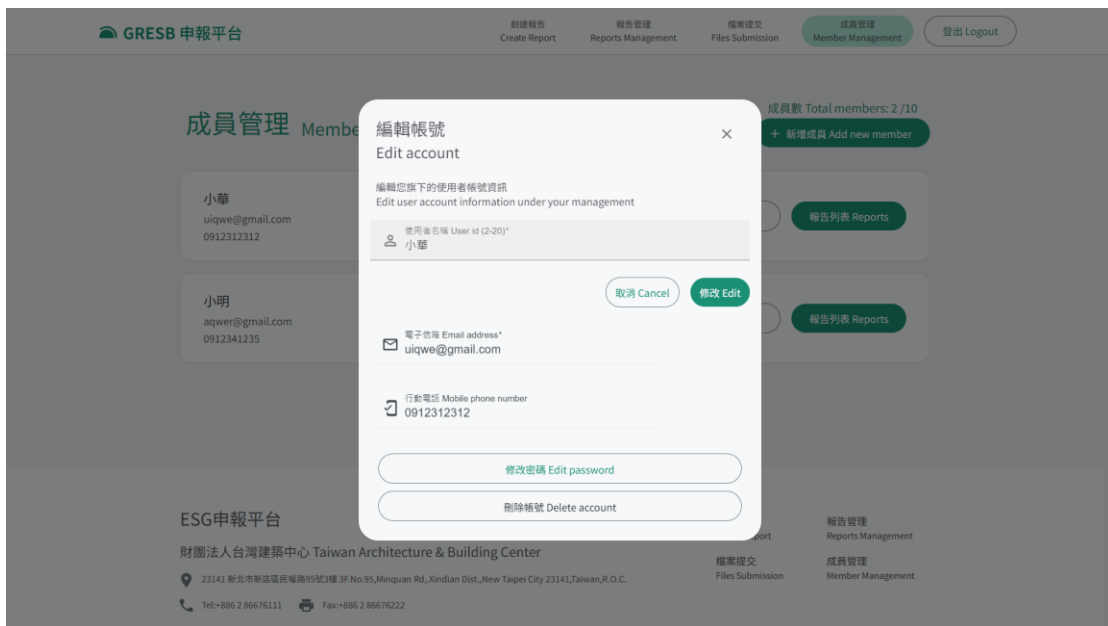 GRESB 申報平台
創建報告
Create Report
報告管理
Reports Management
檔案提交
Files Submission
成員管理
Member Management
登出 Logout
成員管理 Membe
成員數 Total members: 2 /10
+ 新增成員 Add new member
小華
uiqwe@gmail.com
0912312312
報告列表 Reports
小明
aqwer@gmail.com
0912341235
報告列表 Reports
編輯帳號
Edit account
編輯您旗下的使用者帳號資訊
Edit user account information under your management
使用者名稱 User id (2-20)*
小華
取消 Cancel
修改 Edit
電子信箱 Email address*
uiqwe@gmail.com
行動電話 Mobile phone number
0912312312
修改密碼 Edit password
刪除帳號 Delete account
ESG申報平台
財團法人台灣建築中心 Taiwan Architecture & Building Center
23141 新北市新店區民權路95號3樓 3F,No.95,Minquan Rd,.Xindian Dist.,New Taipei City 23141,Taiwan,R.O.C.
Tel:+886 2 86676111 Fax:+886 2 86676222
port
報告管理
Reports Management
檔案提交
Files Submission
成員管理
Member Management